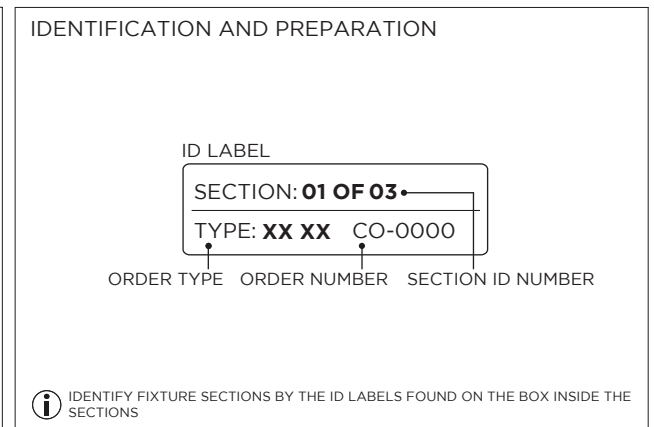 IDENTIFICATION AND PREPARATION
ID LABEL
SECTION: 01 OF 03
TYPE: XX XX CO-0000
ORDER TYPE ORDER NUMBER SECTION ID NUMBER
IDENTIFY FIXTURE SECTIONS BY THE ID LABELS FOUND ON THE BOX INSIDE THE
SECTIONS